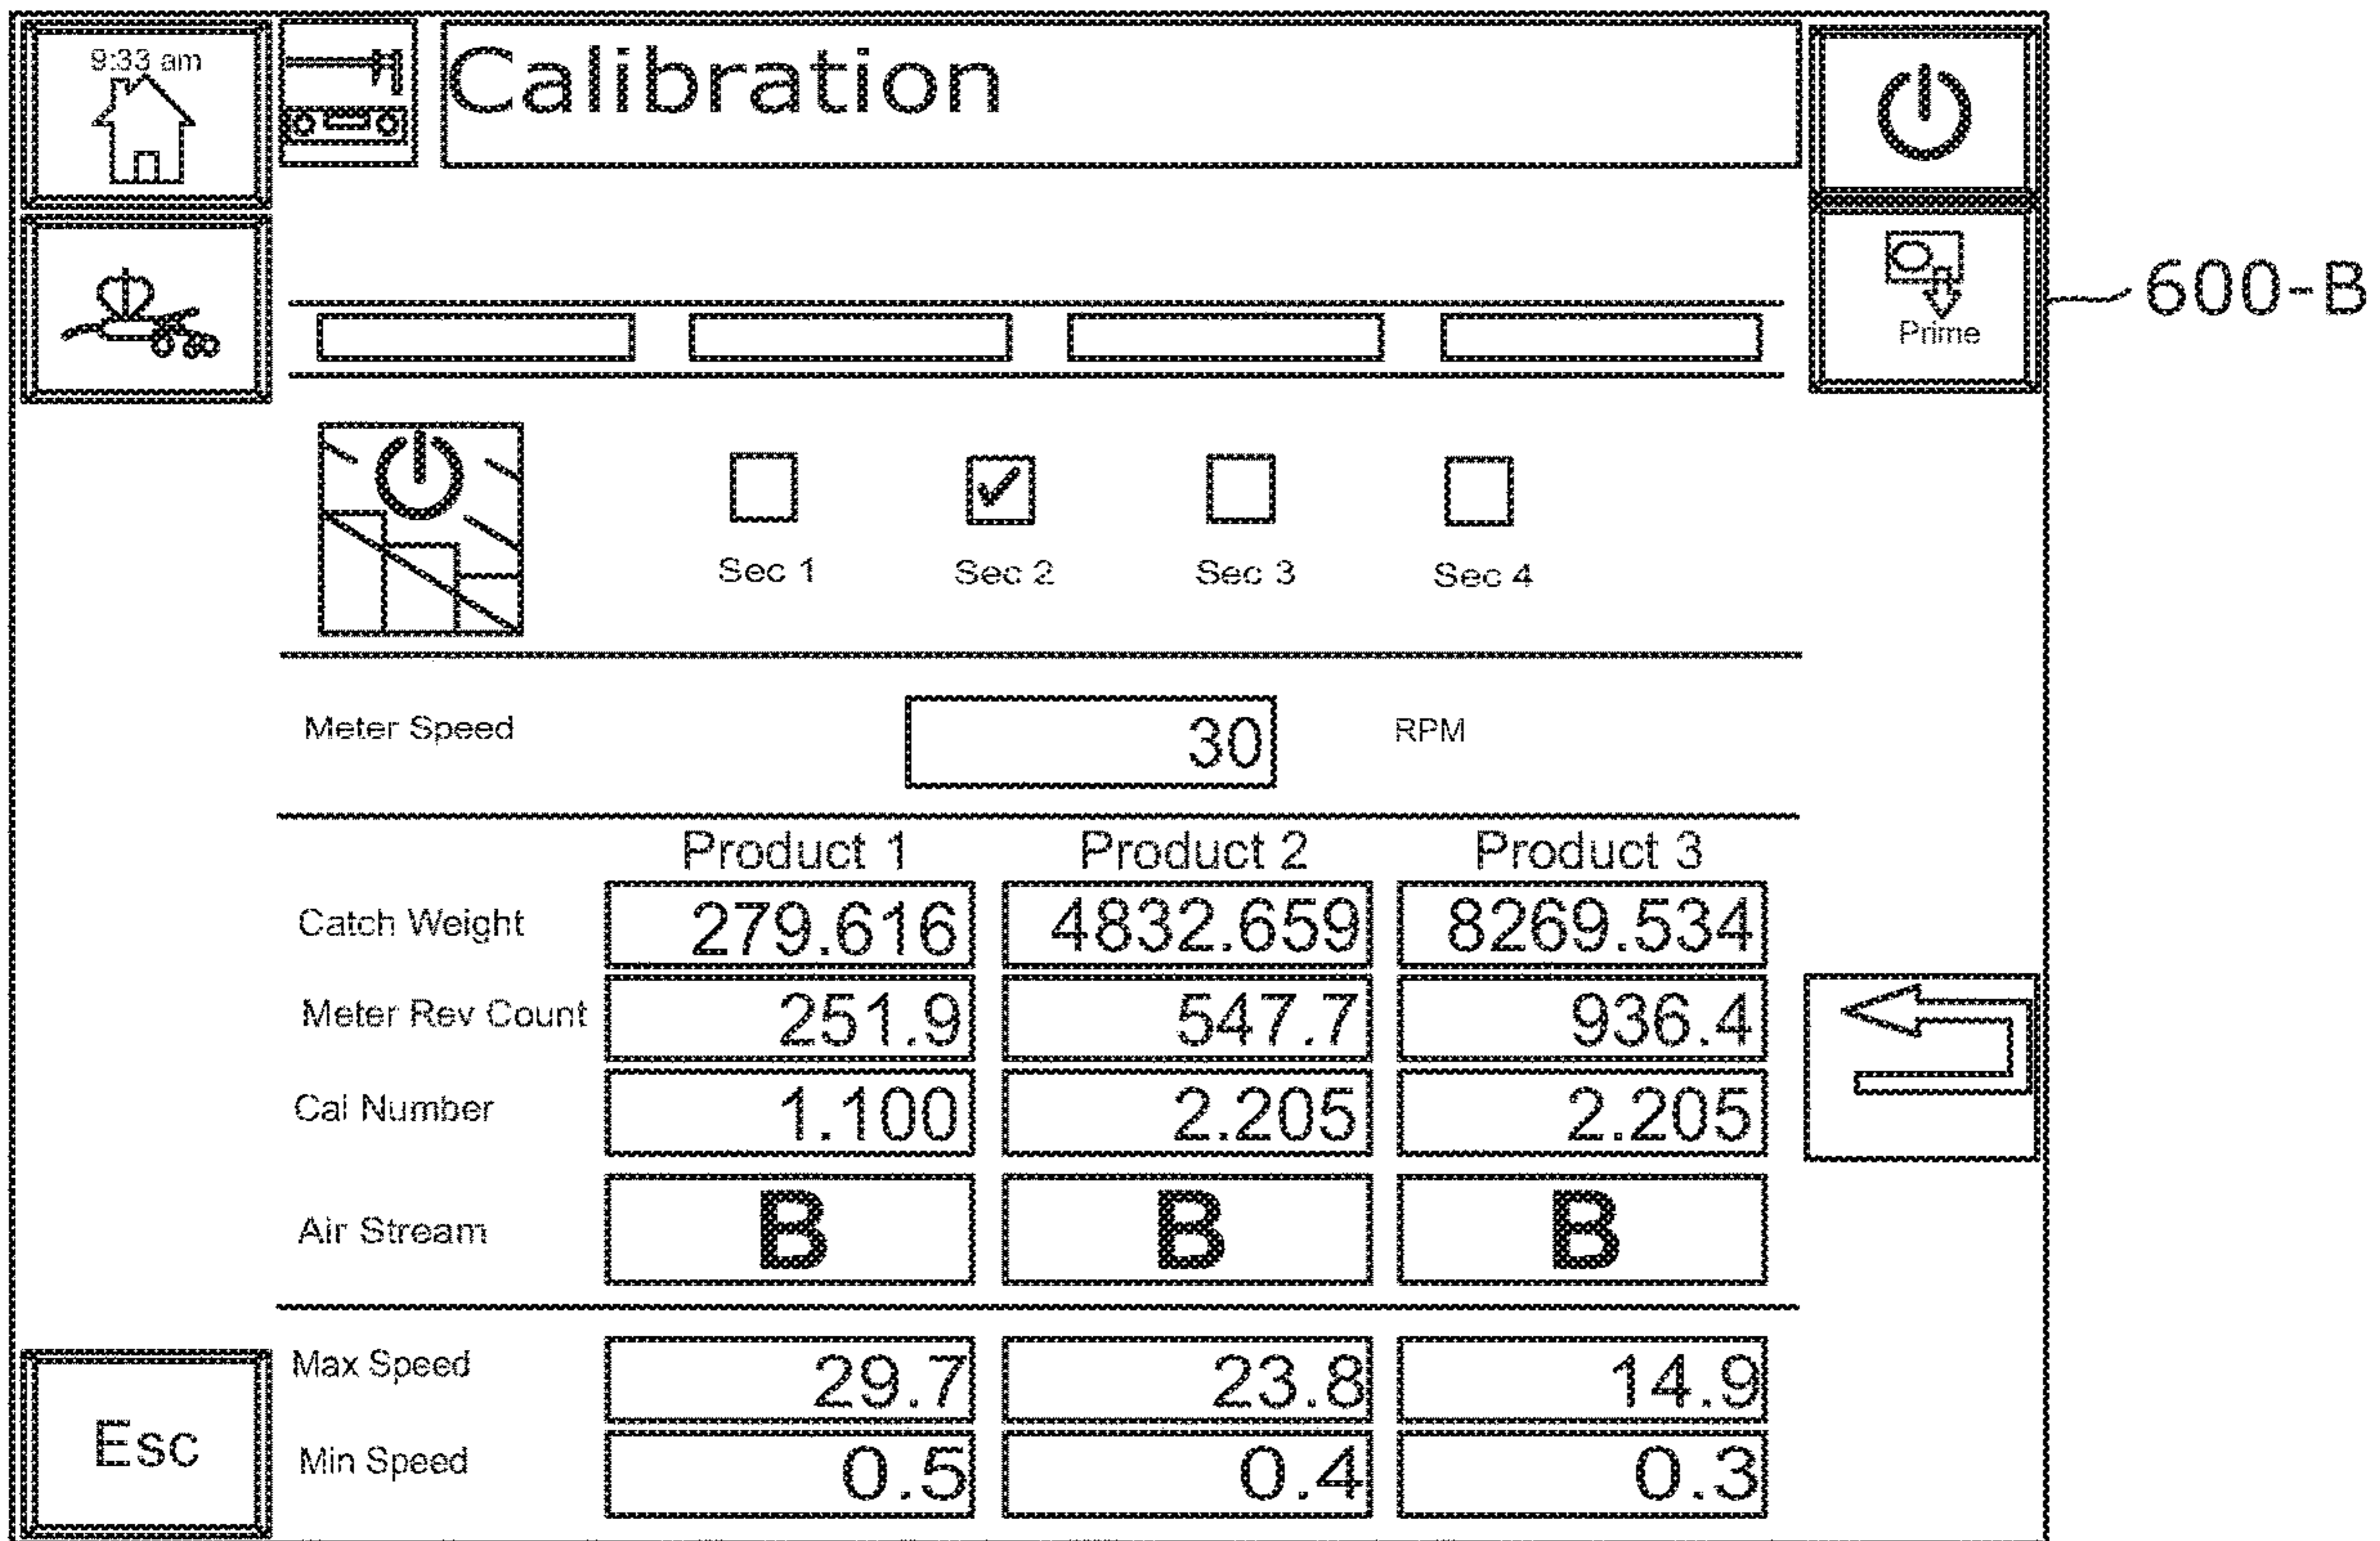 9:33 am
Calibration
Prime
600-B
Sec 1 Sec 2 Sec 3 Sec 4
Meter Speed 30 RPM
Product 1 Product 2 Product 3
Catch Weight 279.616 4832.659 8269.534
Meter Rev Count 251.9 547.7 936.4
Cal Number 1.100 2.205 2.205
Air Stream B B B
Max Speed 29.7 23.8 14.9
Min Speed 0.5 0.4 0.3
Esc